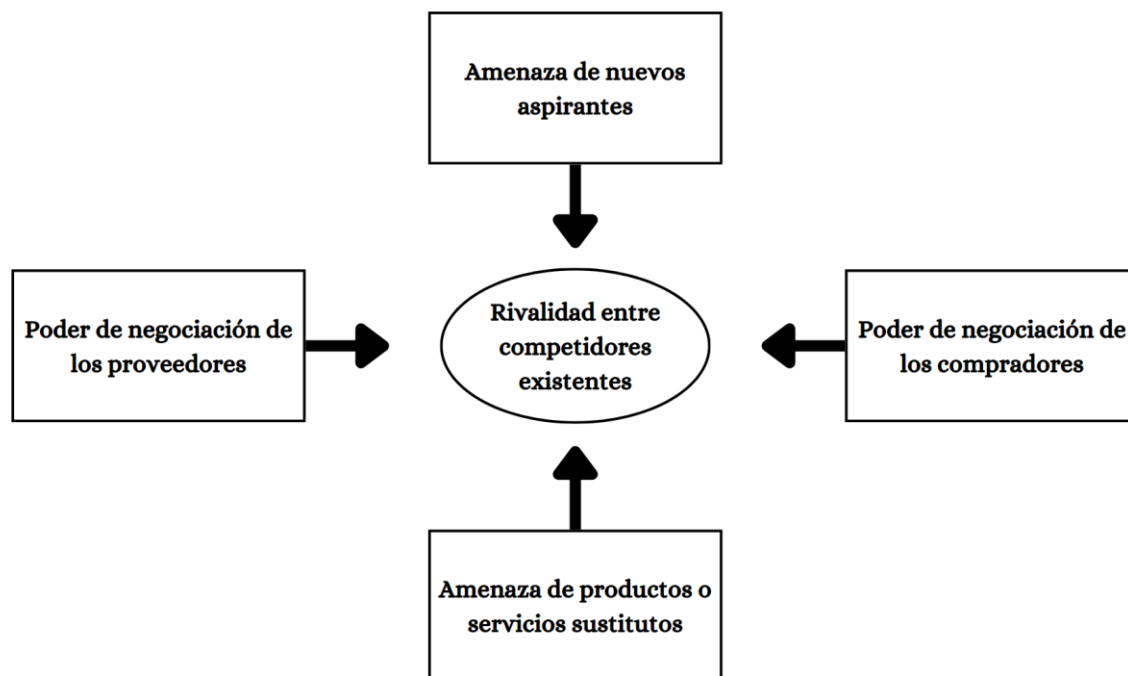 Amenaza de nuevos
aspirantes
Poder de negociación de
los proveedores
Rivalidad entre
competidores
existentes
Poder de negociación de
los compradores
Amenaza de productos o
servicios sustitutos